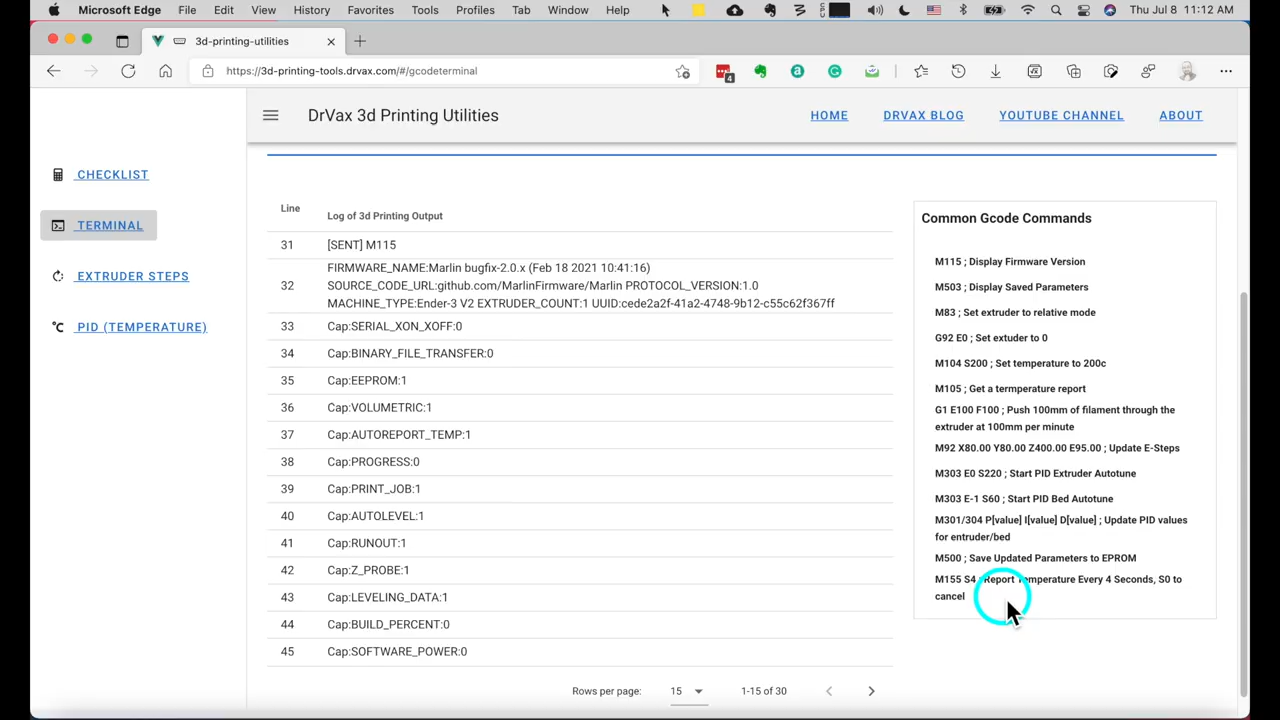 Microsoft Edge File Edit View History Favorites Tools Profiles Tab Window Help Thu Jul 8 11:12 AM
3d-printing-utilities
https://3d-printing-tools.drvax.com/#/gcodeterminal
4
DrVax 3d Printing Utilities
HOME
DRVAX BLOG
YOUTUBE CHANNEL
ABOUT
CHECKLIST
TERMINAL
EXTRUDER STEPS
°C PID (TEMPERATURE)
Line Log of 3d Printing Output
31 [SENT] M115
32 FIRMWARE_NAME:Marlin bugfix-2.0.x (Feb 18 2021 10:41:16)
SOURCE_CODE_URL:github.com/MarlinFirmware/Marlin PROTOCOL_VERSION:1.0
MACHINE_TYPE:Ender-3 V2 EXTRUDER_COUNT:1 UUID:cede2a2f-41a2-4748-9b12-c55c62f367ff
33 Cap:SERIAL_XON_XOFF:0
34 Cap:BINARY_FILE_TRANSFER:0
35 Cap:EEPROM:1
36 Cap:VOLUMETRIC:1
37 Cap:AUTOREPORT_TEMP:1
38 Cap:PROGRESS:0
39 Cap:PRINT_JOB:1
40 Cap:AUTOLEVEL:1
41 Cap:RUNOUT:1
42 Cap:Z_PROBE:1
43 Cap:LEVELING_DATA:1
44 Cap:BUILD_PERCENT:0
45 Cap:SOFTWARE_POWER:0
Rows per page: 15 1-15 of 30
Common Gcode Commands
M115 ; Display Firmware Version
M503 ; Display Saved Parameters
M83 ; Set extruder to relative mode
G92 E0 ; Set extuder to 0
M104 S200 ; Set temperature to 200c
M105 ; Get a termperature report
G1 E100 F100 ; Push 100mm of filament through the
extruder at 100mm per minute
M92 X80.00 Y80.00 Z400.00 E95.00 ; Update E-Steps
M303 E0 S220 ; Start PID Extruder Autotune
M303 E-1 S60 ; Start PID Bed Autotune
M301/304 P[value] I[value] D[value] ; Update PID values
for entruder/bed
M500 ; Save Updated Parameters to EPROM
M155 S4 ; Report Temperature Every 4 Seconds, S0 to
cancel